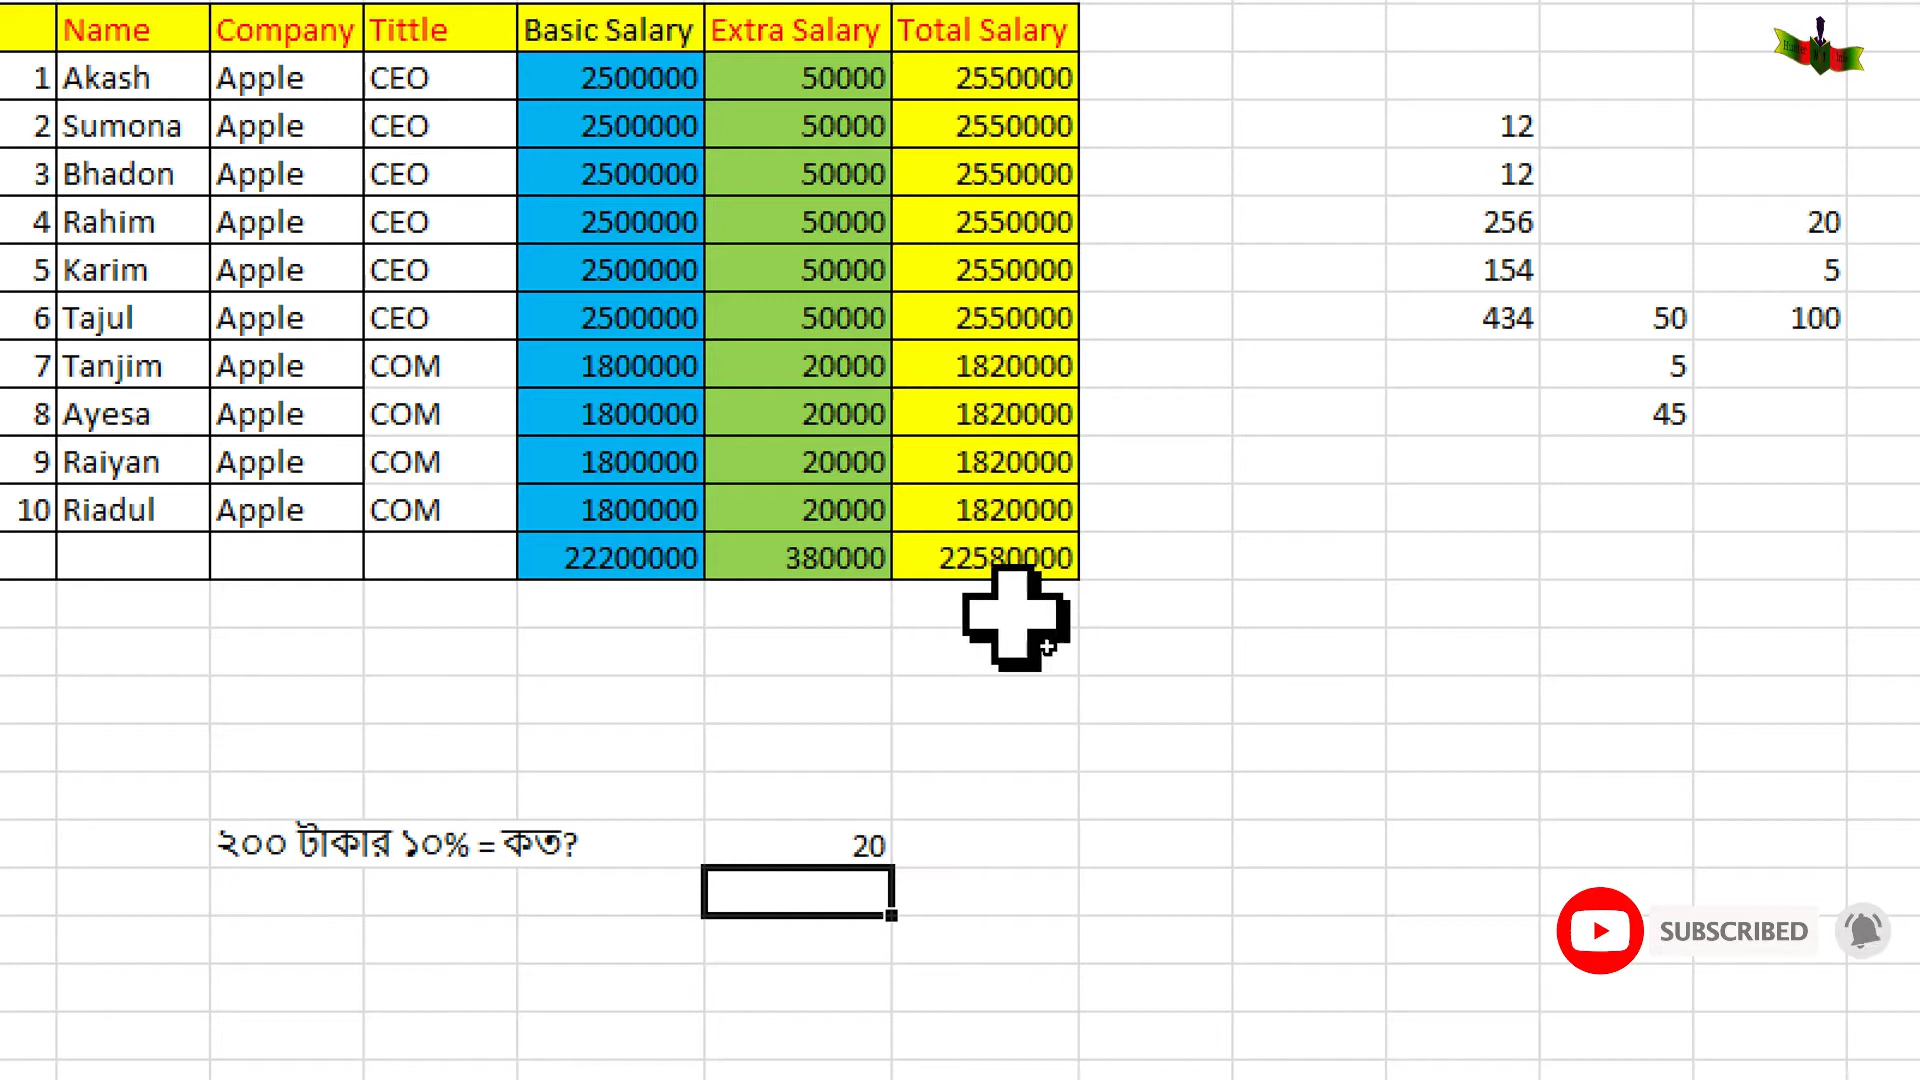 Name Company Tittle Basic Salary Extra Salary Total Salary
1 Akash Apple CEO 2500000 50000 2550000
2 Sumona Apple CEO 2500000 50000 2550000 12
3 Bhadon Apple CEO 2500000 50000 2550000 12
4 Rahim Apple CEO 2500000 50000 2550000 256 20
5 Karim Apple CEO 2500000 50000 2550000 154 5
6 Tajul Apple CEO 2500000 50000 2550000 434 50 100
7 Tanjim Apple COM 1800000 20000 1820000 5
8 Ayesa Apple COM 1800000 20000 1820000 45
9 Raiyan Apple COM 1800000 20000 1820000
10 Riadul Apple COM 1800000 20000 1820000
22200000 380000 22580000
২০০ টাকার ১০% = কত? 20
SUBSCRIBED